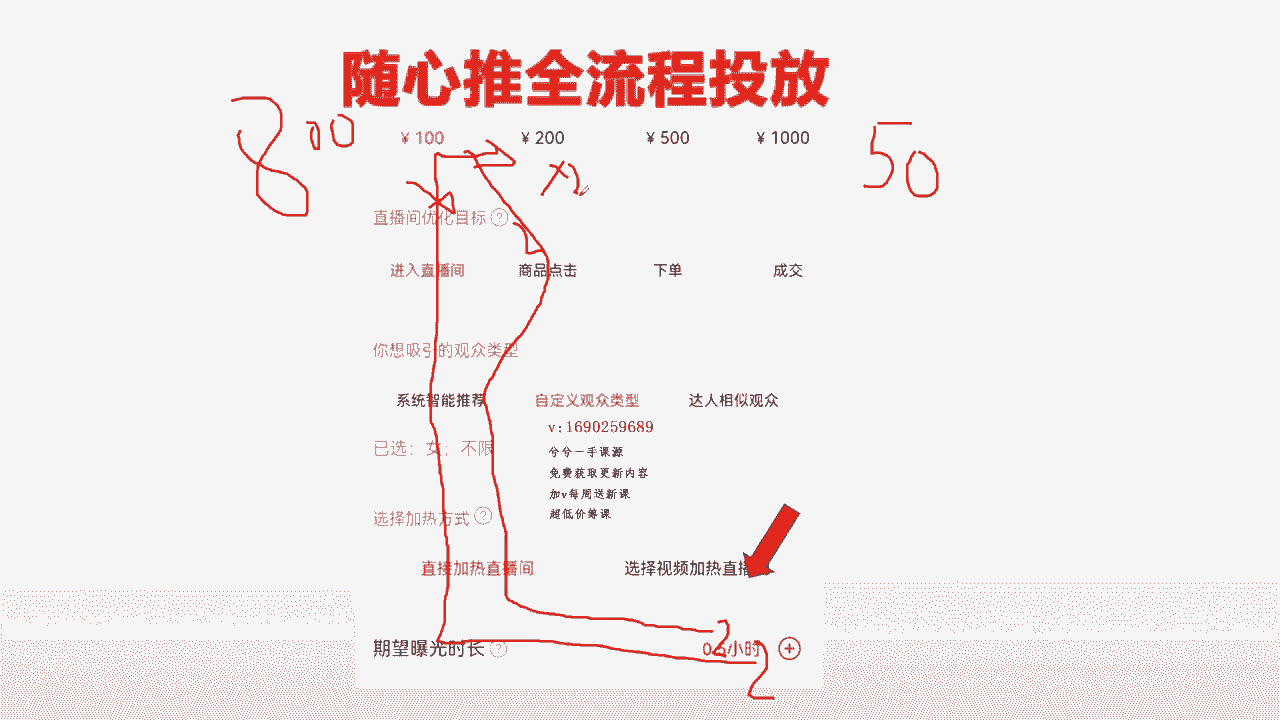 随心推全流程投放
800
¥ 100 ¥ 200 ¥ 500 ¥ 1000
50
X2
直播间优化目标 ?
进入直播间 商品点击 下单 成交
你想吸引的观众类型
系统智能推荐 自定义观众类型 达人相似观众
v:1690259689
已选：女；不限
兮兮一手课源
免费获取更新内容
加v每周送新课
超低价筹课
选择加热方式 ?
直接加热直播间 选择视频加热直播
期望曝光时长 ? 0.5小时 +
2
2